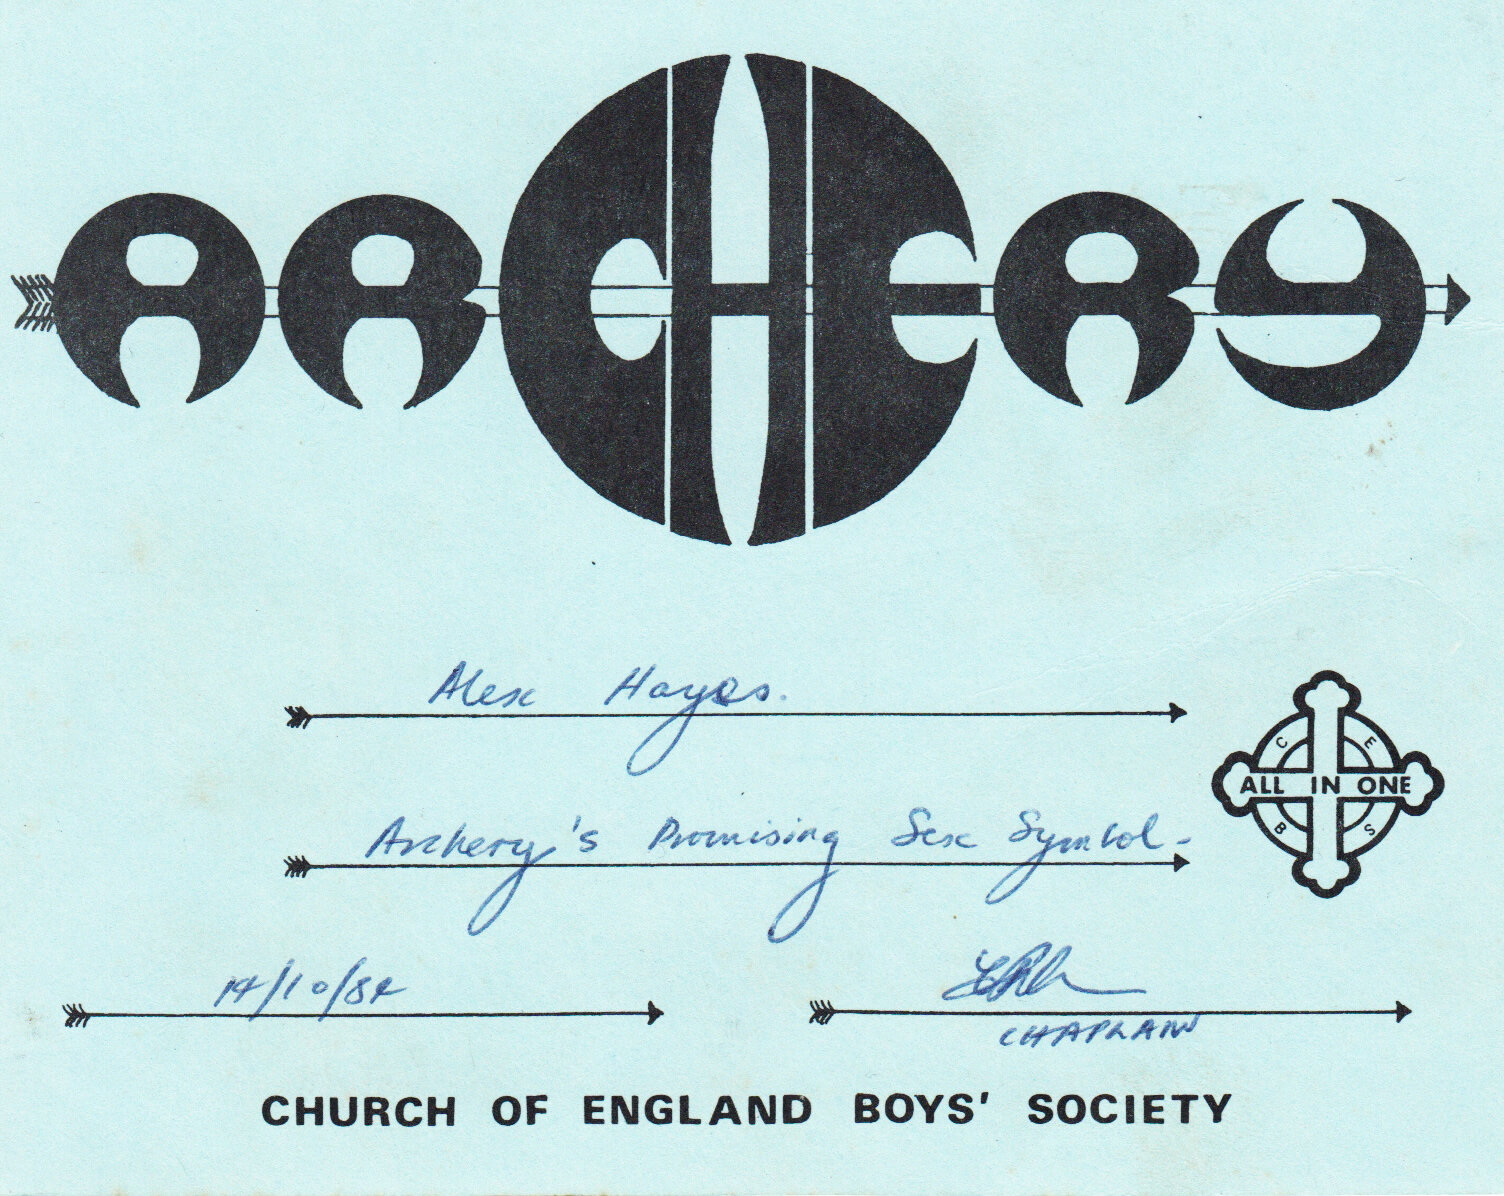 ARCHERY
Alex Hayes.
C E
ALL IN ONE
B S
Archery's Promising Sex Symbol-
14/10/84
CHAPLAIN
CHURCH OF ENGLAND BOYS' SOCIETY